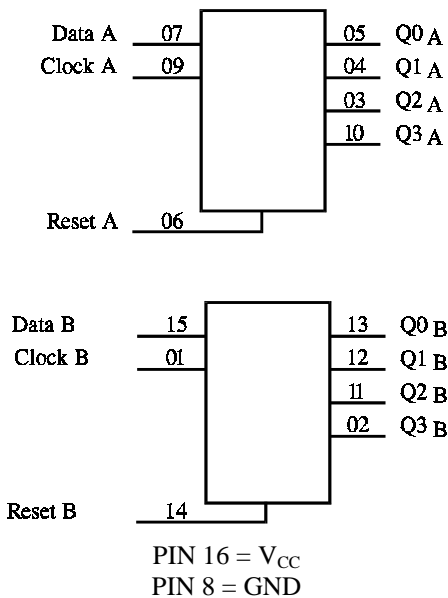 Data A 07 05 Q0 A
Clock A 09 04 Q1 A
03 Q2 A
10 Q3 A
Reset A 06
Data B 15 13 Q0 B
Clock B 01 12 Q1 B
11 Q2 B
02 Q3 B
Reset B 14
PIN 16 = VCC
PIN 8 = GND